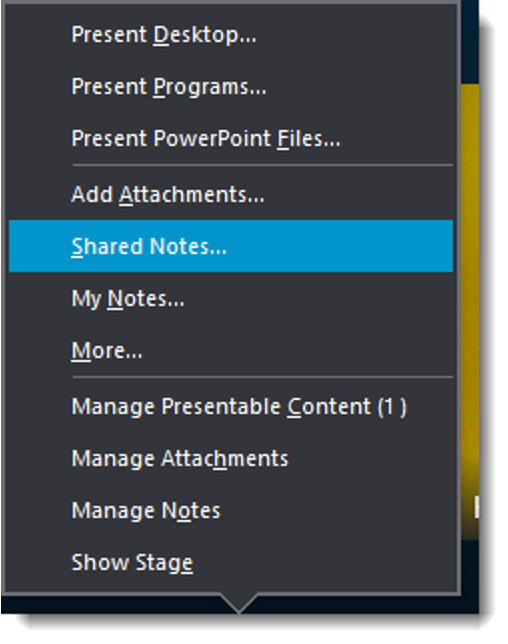 Present Desktop...
Present Programs...
Present PowerPoint Files...
Add Attachments...
Shared Notes...
My Notes...
More...
Manage Presentable Content (1 )
Manage Attachments
Manage Notes
Show Stage